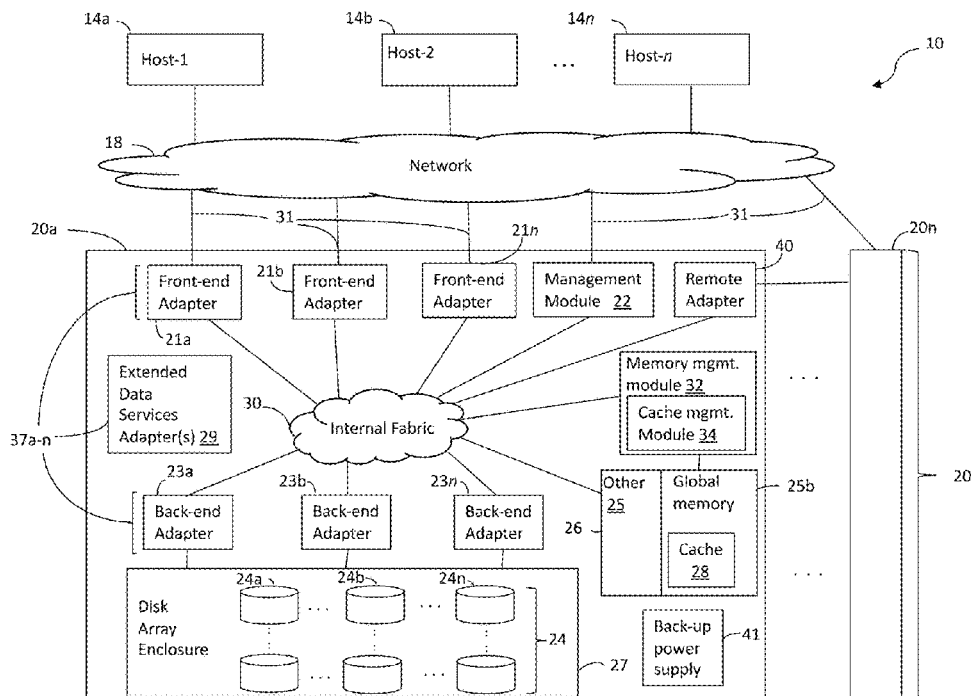 14a
14b
14n
Host-1
Host-2
...
Host-n
10
18
Network
31
31
20a
20n
21b
21n
40
Front-end
Adapter
Front-end
Adapter
Front-end
Adapter
Management
Module 22
Remote
Adapter
21a
Extended
Data
Services
Adapter(s) 29
Memory mgmt.
module 32
Cache mgmt.
Module 34
...
30
Internal Fabric
37a-n
23a
23b
23n
Back-end
Adapter
Back-end
Adapter
Back-end
Adapter
Other
25
Global
memory
25b
20
26
Cache
28
...
24a
24b
24n
Disk
Array
Enclosure
...
...
...
...
24
27
Back-up
power
supply
41